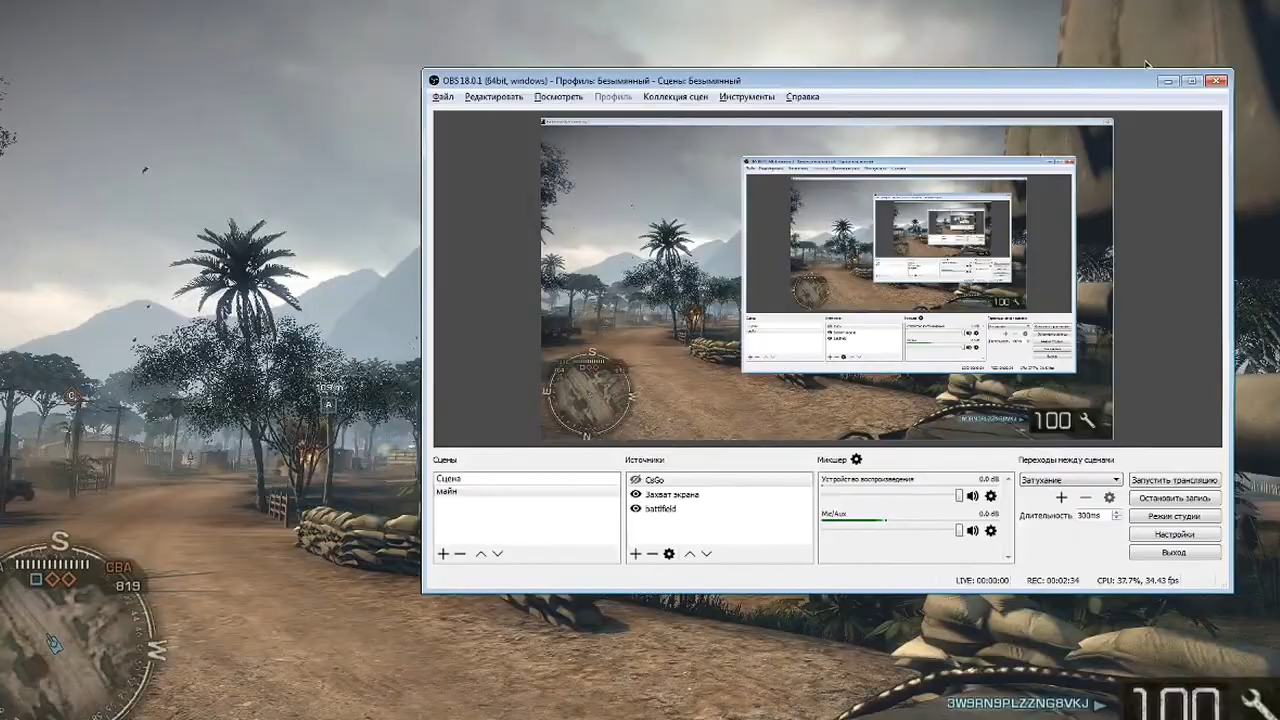 OBS 18.0.1 (64bit, windows) - Профиль: Безымянный - Сцены: Безымянный
Файл Редактировать Посмотреть Профиль Коллекция сцен Инструменты Справка
100
A
Сцены Источники Микшер Переходы между сценами
Сцена
майн
CsGo
Захват экрана
battlfield
Устройство воспроизведения 0.0 dB
Mic/Aux 0.0 dB
Затухание
Длительность 300ms
Запустить трансляцию
Остановить запись
Режим студии
Настройки
Выход
LIVE: 00:00:00 REC: 00:02:34 CPU: 37.7%, 34.43 fps
S
CBA
819
W
3W9RN9PLZZNG8VKJ
100